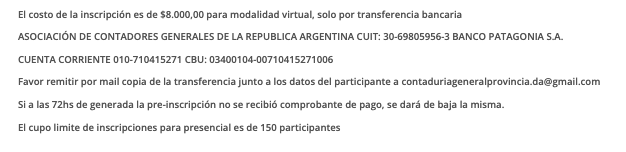 El costo de la inscripción es de $8.000,00 para modalidad virtual, solo por transferencia bancaria
ASOCIACIÓN DE CONTADORES GENERALES DE LA REPUBLICA ARGENTINA CUIT: 30-69805956-3 BANCO PATAGONIA S.A.
CUENTA CORRIENTE 010-710415271 CBU: 03400104-00710415271006
Favor remitir por mail copia de la transferencia junto a los datos del participante a contaduriageneralprovincia.da@gmail.com
Si a las 72hs de generada la pre-inscripción no se recibió comprobante de pago, se dará de baja la misma.
El cupo limite de inscripciones para presencial es de 150 participantes